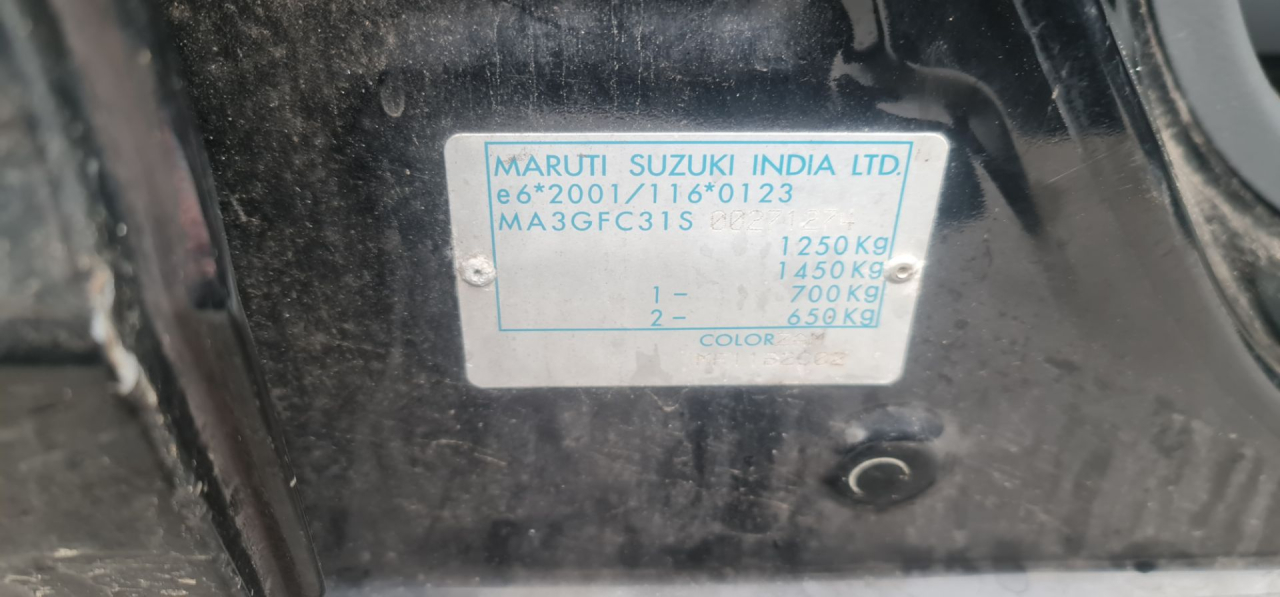 MARUTI SUZUKI INDIA LTD.
e6*2001/116*0123
MA3GFC31S
1250Kg
1450Kg
1- 700Kg
2- 650Kg
COLOR